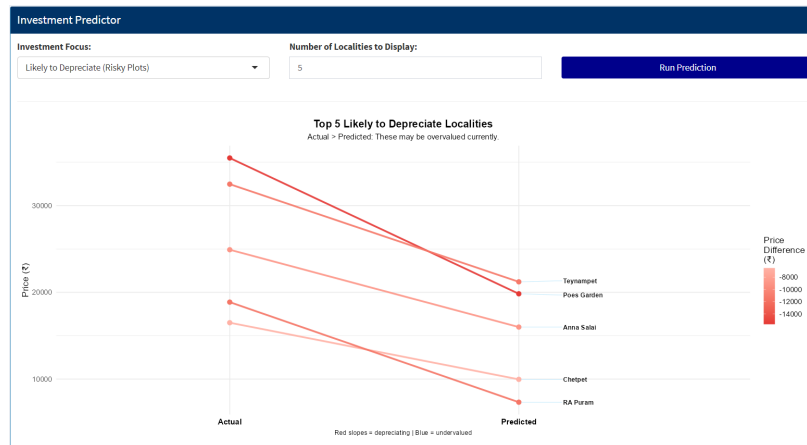 Investment Predictor
Investment Focus:
Number of Localities to Display:
Likely to Depreciate (Risky Plots)
5
Run Prediction
Top 5 Likely to Depreciate Localities
Actual > Predicted: These may be overvalued currently.
Price (₹)
30000
20000
10000
Teynampet
Poes Garden
Anna Salai
Chetpet
RA Puram
Price
Difference
(₹)
-8000
-10000
-12000
-14000
Actual
Predicted
Red slopes = depreciating | Blue = undervalued